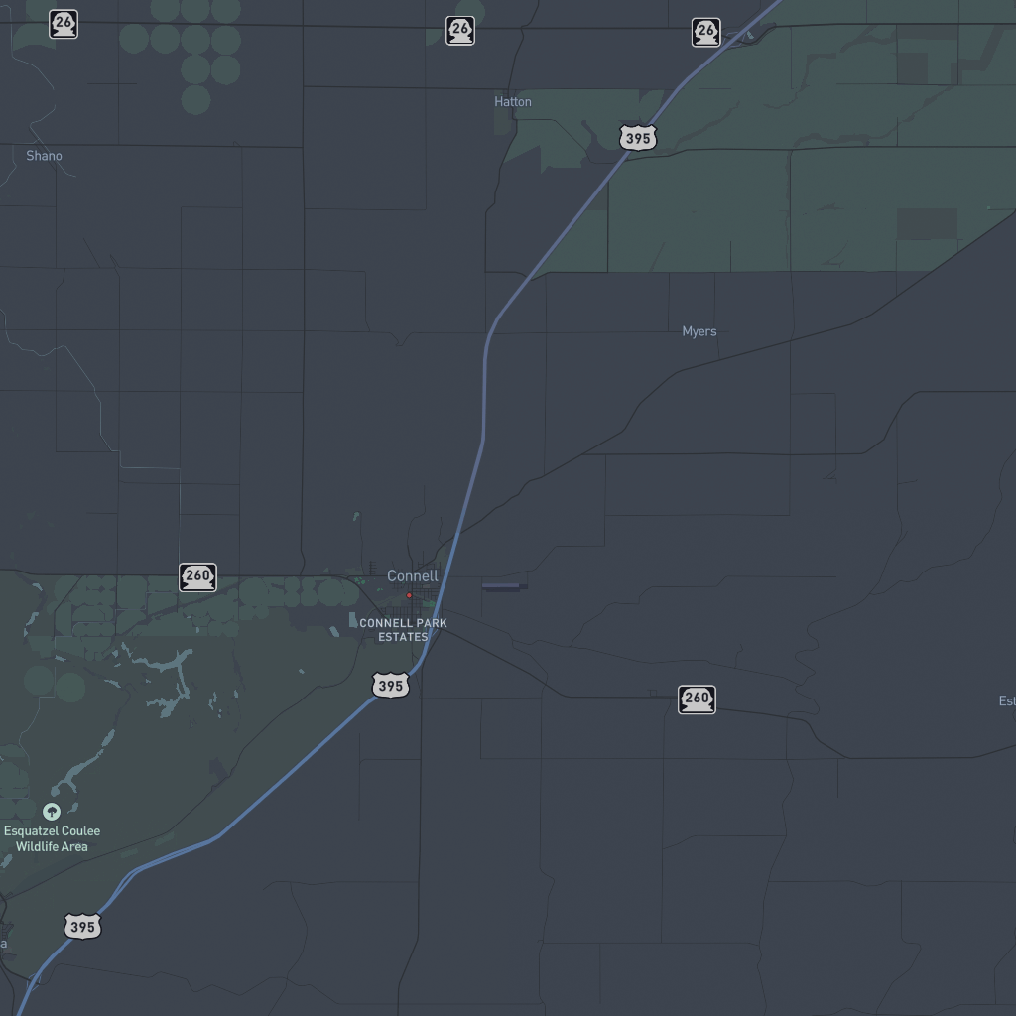 26
26
26
Hatton
395
Shano
Myers
Connell
260
CONNELL PARK
ESTATES
395
260
Est
Esquatzel Coulee
Wildlife Area
395
a